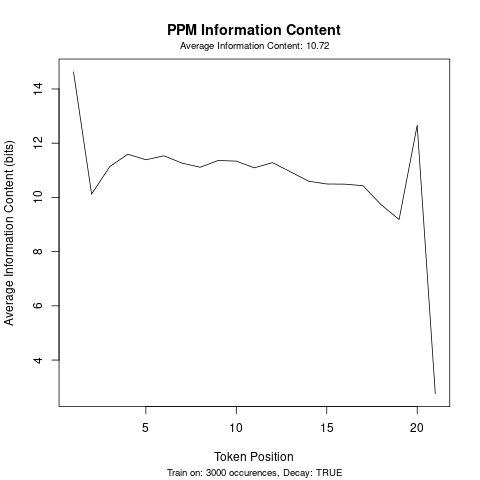 PPM Information Content
Average Information Content: 10.72
Average Information Content (bits)
14
12
10
8
6
4
5
10
15
20
Token Position
Train on: 3000 occurences, Decay: TRUE